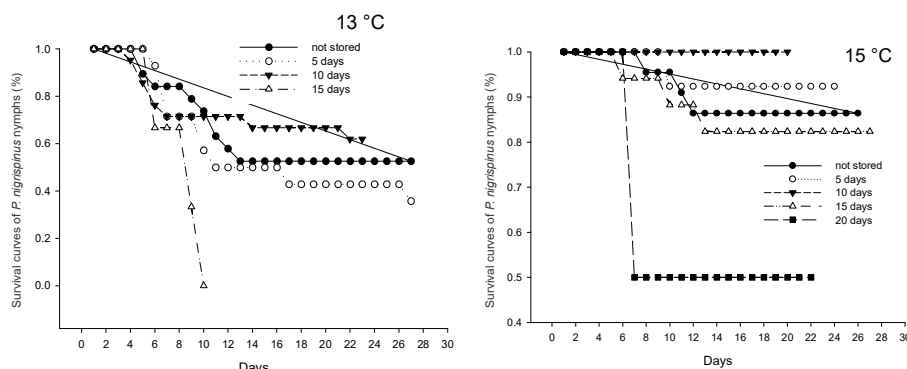 13 °C
not stored
5 days
10 days
15 days
Survival curves of P. nigrispinus nymphs (%)
1.0
0.8
0.6
0.4
0.2
0.0
0 2 4 6 8 10 12 14 16 18 20 22 24 26 28 30
Days
15 °C
not stored
5 days
10 days
15 days
20 days
Survival curves of P. nigrispinus nymphs (%)
1.0
0.9
0.8
0.7
0.6
0.5
0.4
0 2 4 6 8 10 12 14 16 18 20 22 24 26 28 30
Days